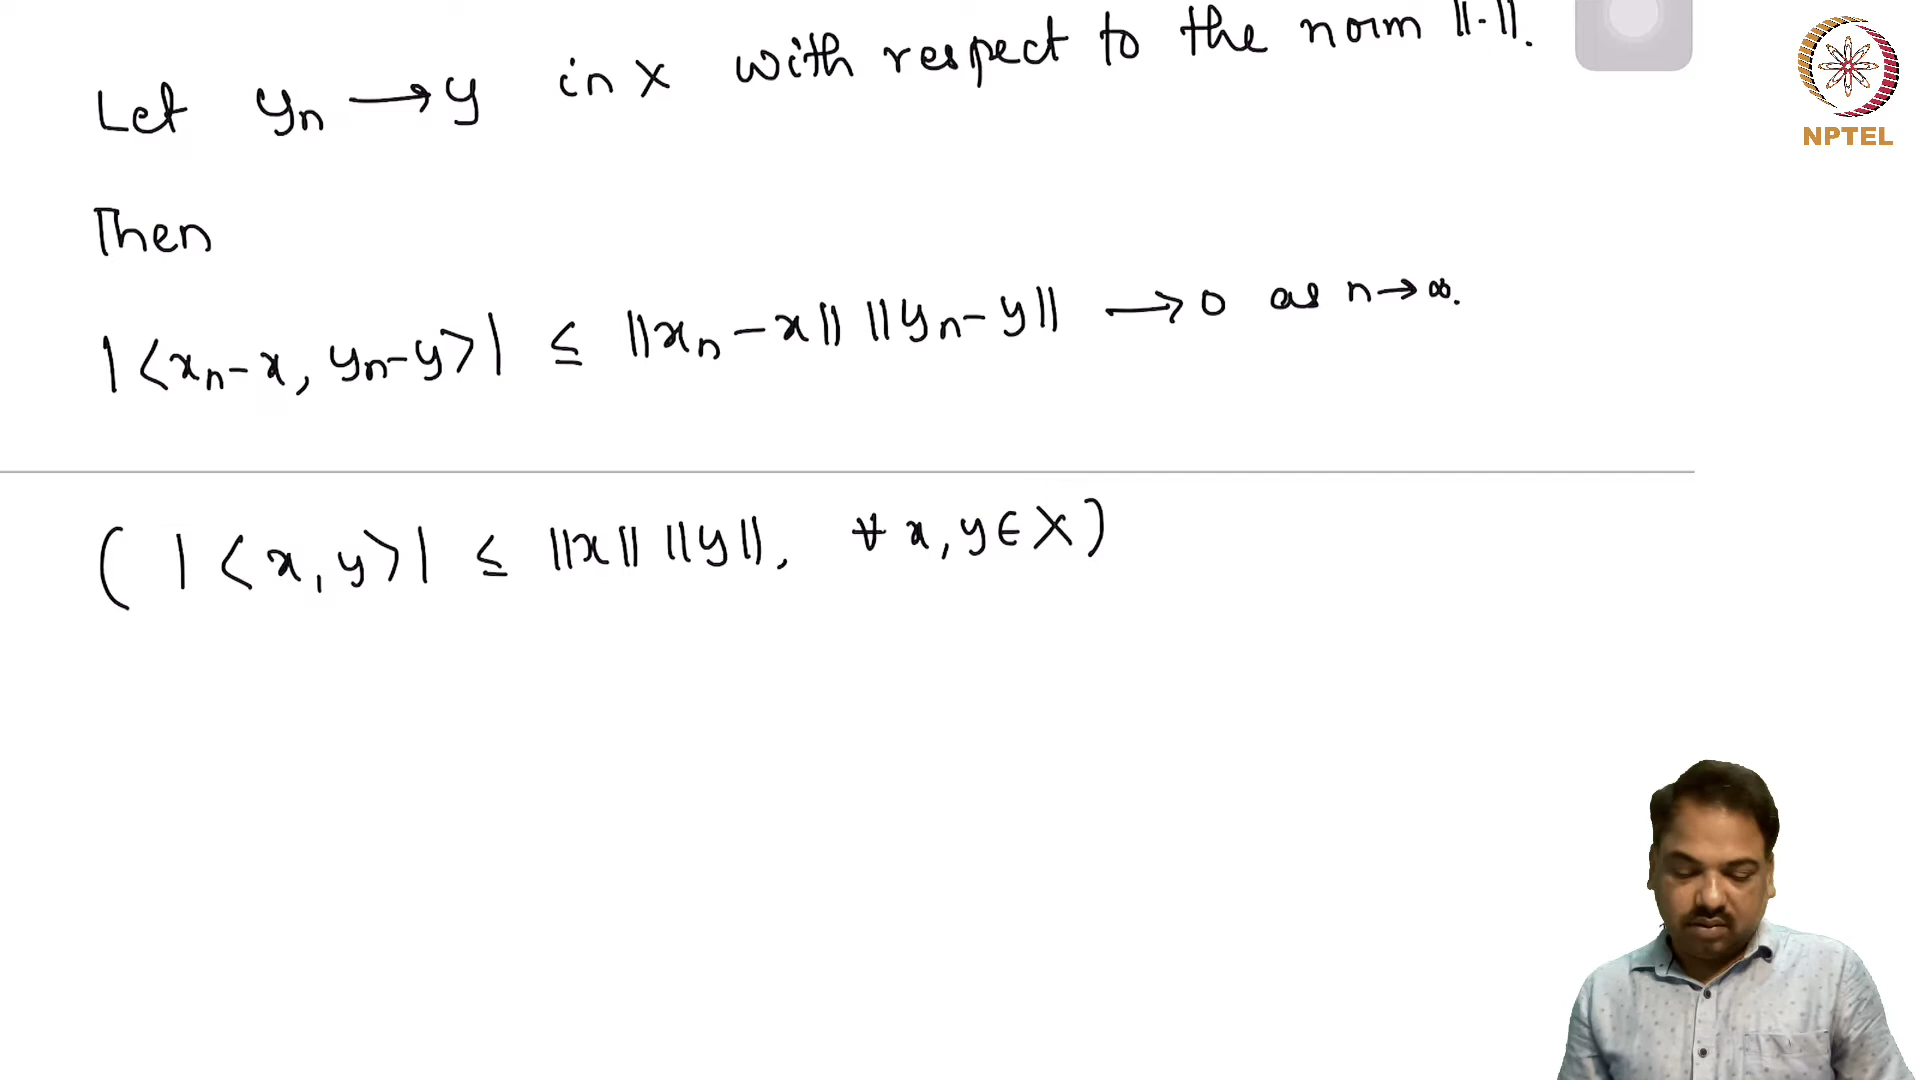 Let yₙ ⟶ y in X with respect to the norm ‖·‖.
NPTEL
Then
|<xₙ-x, yₙ-y>| ≤ ‖xₙ-x‖ ‖yₙ-y‖ ⟶ 0 as n→∞.
( |<x, y>| ≤ ‖x‖ ‖y‖, ∀ x, y ∈ X )